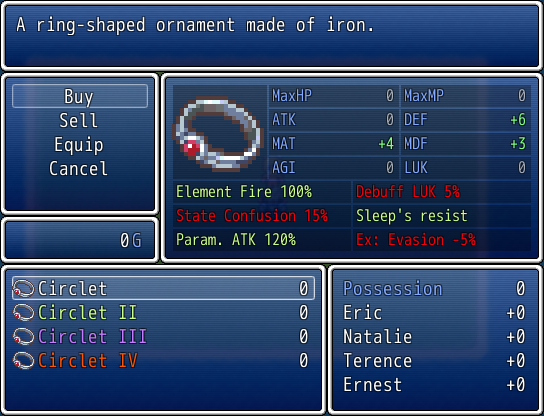 A ring-shaped ornament made of iron.
Buy
Sell
Equip
Cancel
0G
MaxHP 0 MaxMP 0
ATK 0 DEF +6
MAT +4 MDF +3
AGI 0 LUK 0
Element Fire 100% Debuff LUK 5%
State Confusion 15% Sleep's resist
Param. ATK 120% Ex: Evasion -5%
Circlet 0
Circlet II 0
Circlet III 0
Circlet IV 0
Possession 0
Eric +0
Natalie +0
Terence +0
Ernest +0